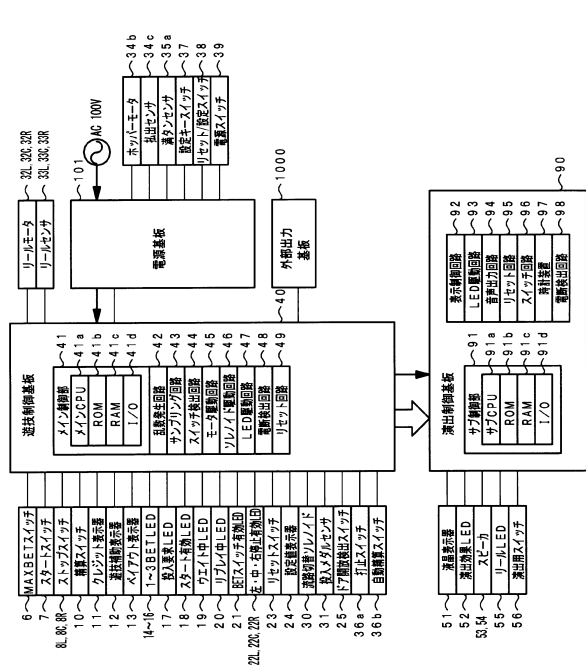 32L, 32C, 32R
33L, 33C, 33R
リールモータ
リールセンサ
101
AC 100V
電源基板
ホッパーモータ 34b
払出センサ 34c
満タンセンサ 35a
設定キースイッチ 37
リセット/設定スイッチ 38
電源スイッチ 39
1000
外部出力
基板
40
遊技制御基板
メイン制御部 41
メインCPU 41a
ROM 41b
RAM 41c
I/O 41d
乱数発生回路 42
サンプリング回路 43
スイッチ検出回路 44
モータ駆動回路 45
ソレノイド駆動回路 46
LED駆動回路 47
電断検出回路 48
リセット回路 49
6 MAXBETスイッチ
7 スタートスイッチ
8L, 8C, 8R ストップスイッチ
10 精算スイッチ
11 クレジット表示器
12 遊技補助表示器
13 ペイアウト表示器
14~16 1~3BETLED
17 投入要求LED
18 スタート有効LED
19 ウエイト中LED
20 リプレイ中LED
21 BETスイッチ有効LED
22L, 22C, 22R 左・中・右停止有効LED
23 リセットスイッチ
24 設定値表示器
30 流路切替ソレノイド
31 投入メダルセンサ
25 ドア開放検出スイッチ
36a 打止スイッチ
36b 自動精算スイッチ
90
演出制御基板
サブ制御部 91
サブCPU 91a
ROM 91b
RAM 91c
I/O 91d
表示制御回路 92
LED駆動回路 93
音声出力回路 94
リセット回路 95
スイッチ回路 96
時計装置 97
電断検出回路 98
51 液晶表示器
52 演出効果LED
53, 54 スピーカ
55 リールLED
56 演出用スイッチ